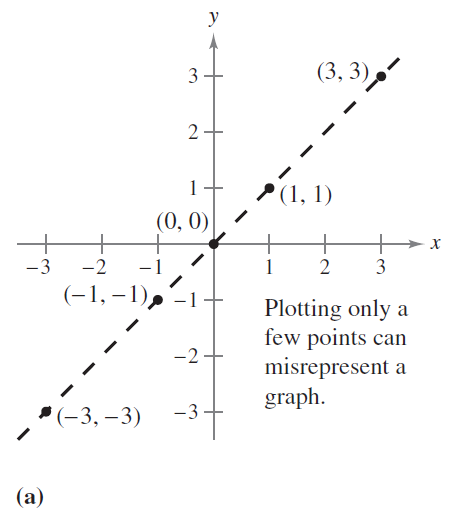 y
3
(3, 3)
2
1
(1, 1)
(0, 0)
x
−3 −2 −1 1 2 3
(−1, −1)
−1
Plotting only a
few points can
misrepresent a
graph.
−2
(−3, −3)
−3
(a)